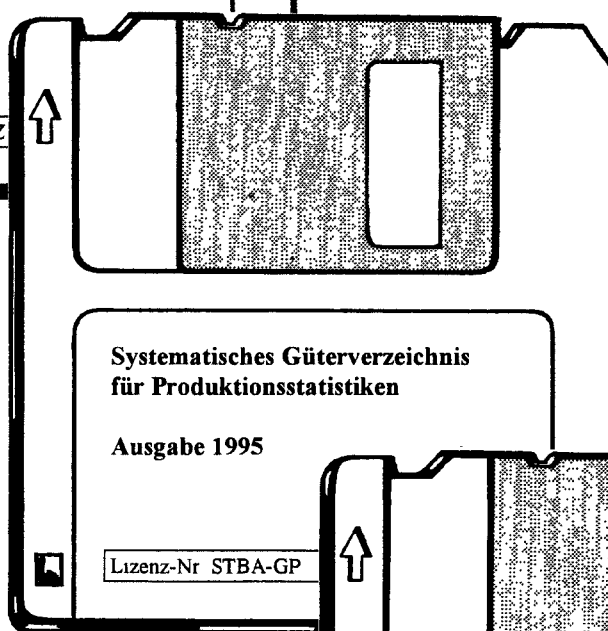 Systematisches Güterverzeichnis
für Produktionsstatistiken
Ausgabe 1995
Lizenz-Nr STBA-GP